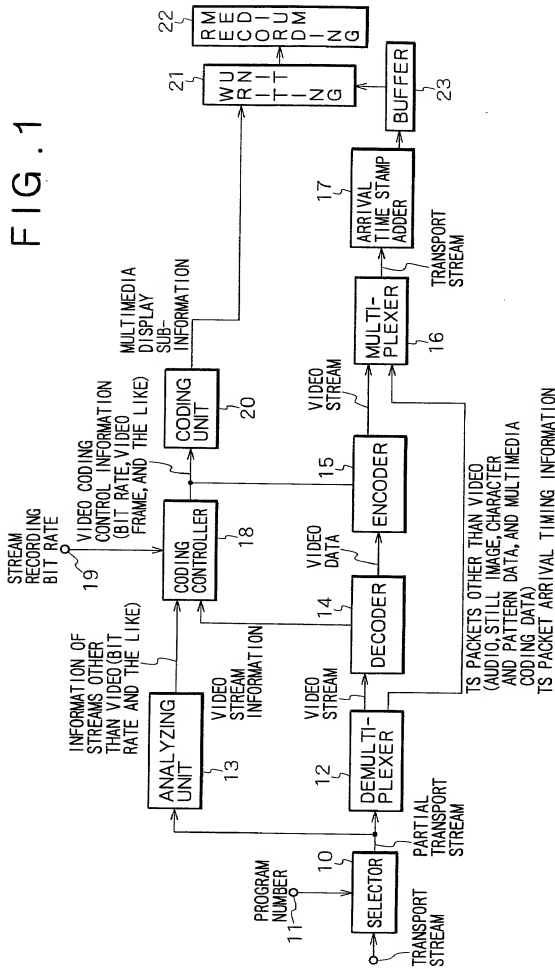 FIG. 1
STREAM
RECORDING
BIT RATE
19
VIDEO CODING
CONTROL INFORMATION
(BIT RATE, VIDEO
FRAME, AND THE LIKE)
MULTIMEDIA
DISPLAY
SUB-
INFORMATION
INFORMATION OF
STREAMS OTHER
THAN VIDEO (BIT
RATE AND THE LIKE)
ANALYZING
UNIT
13
CODING
CONTROLLER
18
CODING
UNIT
20
WRITING
UNIT
21
RECORDING
MEDIUM
22
VIDEO
STREAM
INFORMATION
PROGRAM
NUMBER
11
SELECTOR
10
TRANSPORT
STREAM
PARTIAL
TRANSPORT
STREAM
DEMULTI-
PLEXER
12
VIDEO
STREAM
DECODER
14
VIDEO
DATA
ENCODER
15
VIDEO
STREAM
MULTI-
PLEXER
16
TRANSPORT
STREAM
ARRIVAL
TIME STAMP
ADDER
17
BUFFER
23
TS PACKETS OTHER THAN VIDEO
(AUDIO, STILL IMAGE, CHARACTER
AND PATTERN DATA, AND MULTIMEDIA
CODING DATA)
TS PACKET ARRIVAL TIMING INFORMATION